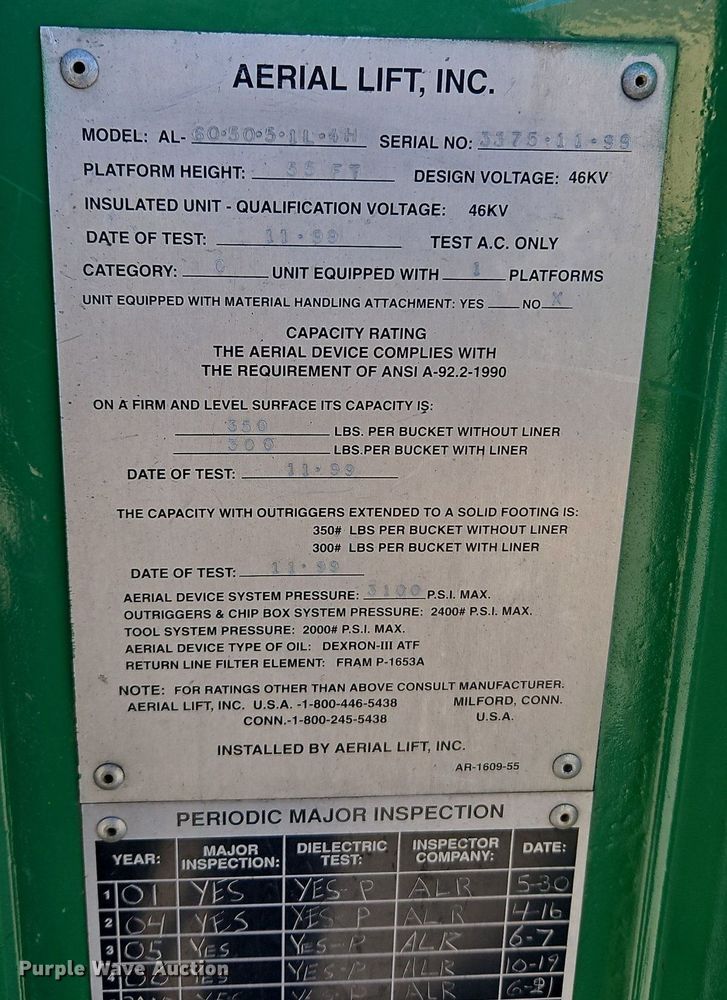 AERIAL LIFT, INC.
MODEL: AL- 60·50·5·1L·4H SERIAL NO: 3375·11·99
PLATFORM HEIGHT: 55 FT DESIGN VOLTAGE: 46KV
INSULATED UNIT - QUALIFICATION VOLTAGE: 46KV
DATE OF TEST: 11·99 TEST A.C. ONLY
CATEGORY: C UNIT EQUIPPED WITH 1 PLATFORMS
UNIT EQUIPPED WITH MATERIAL HANDLING ATTACHMENT: YES NO X
CAPACITY RATING
THE AERIAL DEVICE COMPLIES WITH
THE REQUIREMENT OF ANSI A-92.2-1990
ON A FIRM AND LEVEL SURFACE ITS CAPACITY IS:
350 LBS. PER BUCKET WITHOUT LINER
300 LBS.PER BUCKET WITH LINER
DATE OF TEST: 11·99
THE CAPACITY WITH OUTRIGGERS EXTENDED TO A SOLID FOOTING IS:
350# LBS PER BUCKET WITHOUT LINER
300# LBS PER BUCKET WITH LINER
DATE OF TEST: 11·99
AERIAL DEVICE SYSTEM PRESSURE: 3100 P.S.I. MAX.
OUTRIGGERS & CHIP BOX SYSTEM PRESSURE: 2400# P.S.I. MAX.
TOOL SYSTEM PRESSURE: 2000# P.S.I. MAX.
AERIAL DEVICE TYPE OF OIL: DEXRON-III ATF
RETURN LINE FILTER ELEMENT: FRAM P-1653A
NOTE: FOR RATINGS OTHER THAN ABOVE CONSULT MANUFACTURER.
AERIAL LIFT, INC. U.S.A. -1-800-446-5438 MILFORD, CONN.
CONN.-1-800-245-5438 U.S.A.
INSTALLED BY AERIAL LIFT, INC.
AR-1609-55
PERIODIC MAJOR INSPECTION
YEAR: MAJOR INSPECTION: DIELECTRIC TEST: INSPECTOR COMPANY: DATE:
1 01 YES YES-P ALR 5-30
2 04 YES YES-P ALR 4-16
3 05 YES YES-P ALR 6-7
4 YES YES-P ALR 10-19
YES YES-P ALR 6-21
Purple Wave Auction